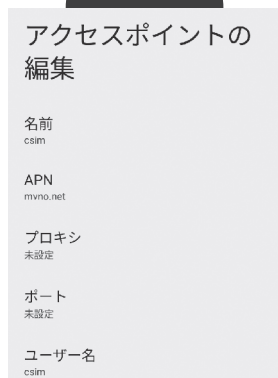 アクセスポイントの
編集
名前
csim
APN
mvno.net
プロキシ
未設定
ポート
未設定
ユーザー名
csim